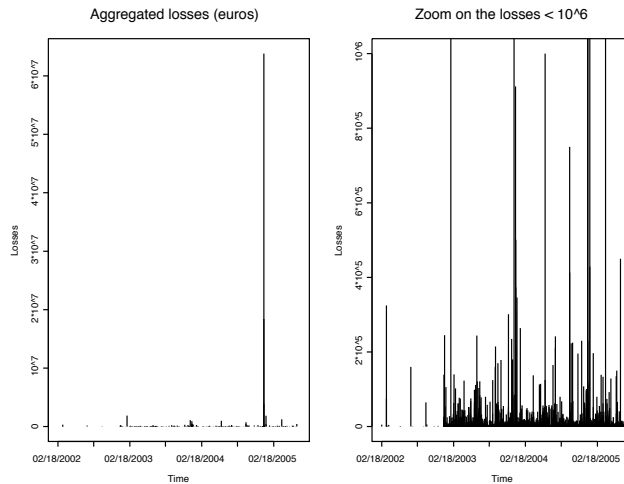 Aggregated losses (euros)
Losses
6*10^7
5*10^7
4*10^7
3*10^7
2*10^7
10^7
0
02/18/2002 02/18/2003 02/18/2004 02/18/2005
Time
Zoom on the losses < 10^6
Losses
10^6
8*10^5
6*10^5
4*10^5
2*10^5
0
02/18/2002 02/18/2003 02/18/2004 02/18/2005
Time